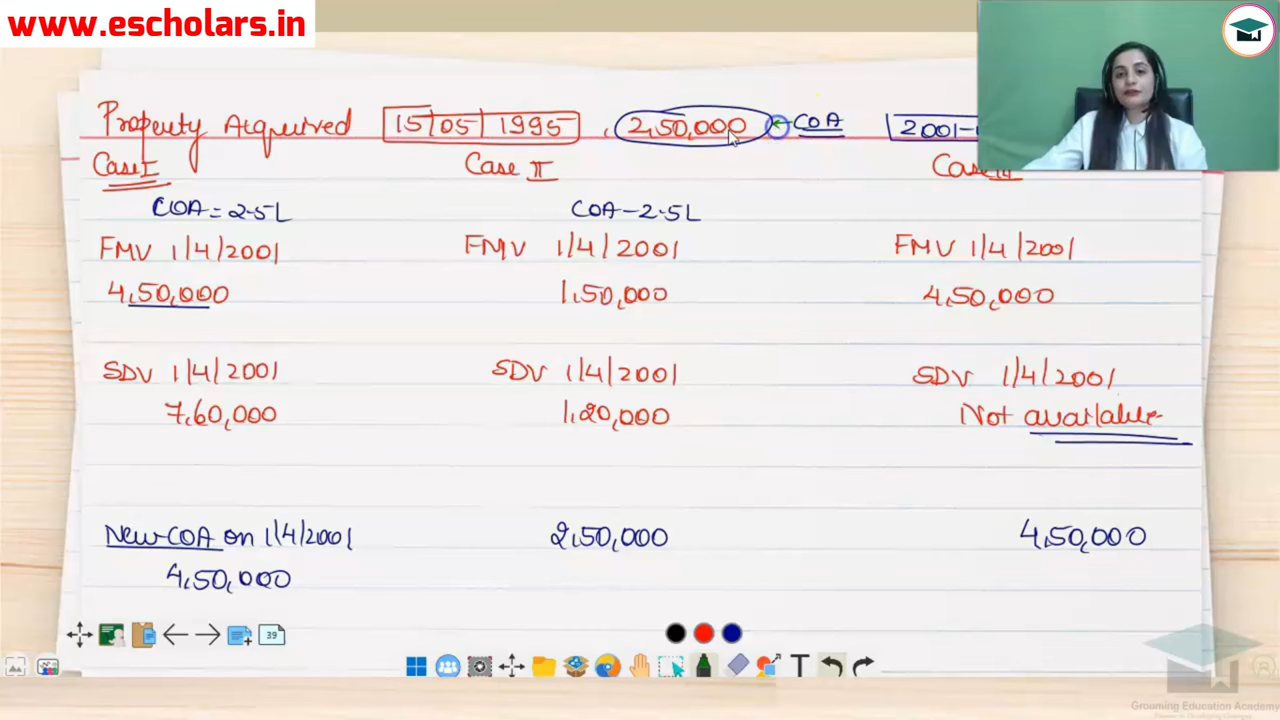 www.escholars.in
Property Acquired 15/05/1995, 2,50,000 ← COA 2001-
Case I Case II Case
COA = 2.5L COA - 2.5L
FMV 1/4/2001 FMV 1/4/2001 FMV 1/4/2001
4,50,000 1,50,000 4,50,000
SDV 1/4/2001 SDV 1/4/2001 SDV 1/4/2001
7,60,000 1,20,000 Not available
New COA on 1/4/2001 2,50,000 4,50,000
4,50,000
39
T
Grooming Education Academy